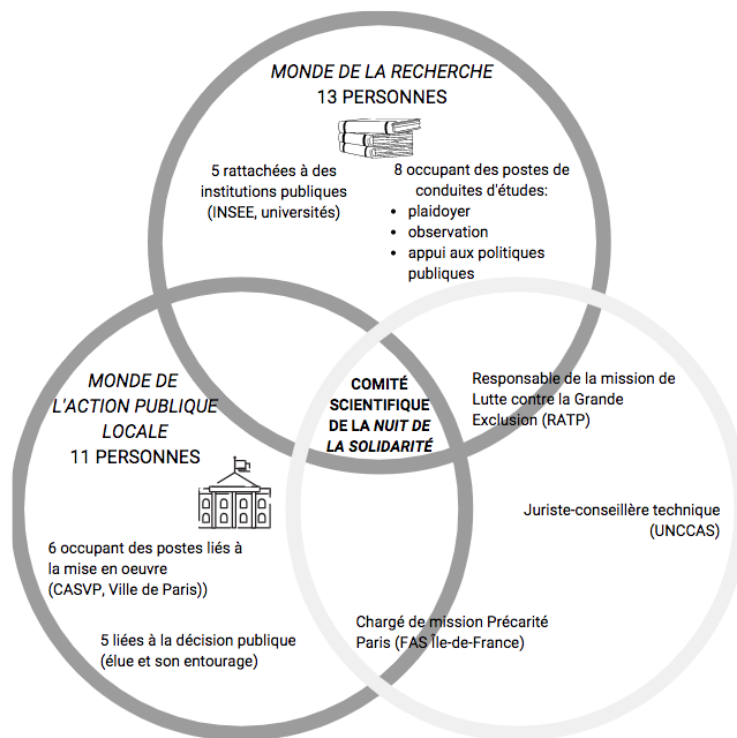 MONDE DE LA RECHERCHE
13 PERSONNES
5 rattachées à des
institutions publiques
(INSEE, universités)
8 occupant des postes de
conduites d'études:
• plaidoyer
• observation
• appui aux politiques
publiques
MONDE DE
L'ACTION PUBLIQUE
LOCALE
11 PERSONNES
6 occupant des postes liés à
la mise en oeuvre
(CASVP, Ville de Paris))
5 liées à la décision publique
(élue et son entourage)
COMITÉ
SCIENTIFIQUE
DE LA NUIT DE
LA SOLIDARITÉ
Responsable de la mission de
Lutte contre la Grande
Exclusion (RATP)
Juriste-conseillère technique
(UNCCAS)
Chargé de mission Précarité
Paris (FAS Île-de-France)